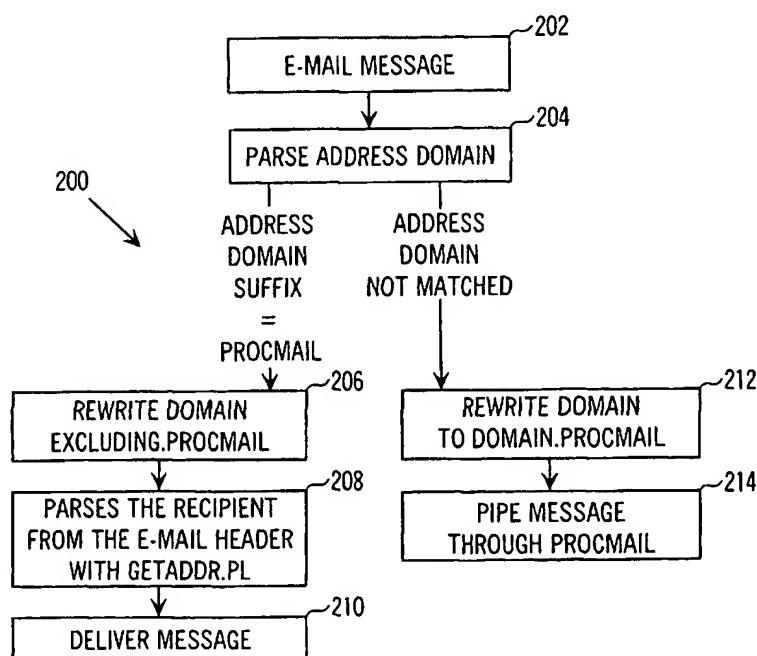 202
E-MAIL MESSAGE
204
PARSE ADDRESS DOMAIN
200
ADDRESS
DOMAIN
SUFFIX
=
PROCMAIL
ADDRESS
DOMAIN
NOT MATCHED
206
REWRITE DOMAIN
EXCLUDING.PROCMAIL
208
PARSES THE RECIPIENT
FROM THE E-MAIL HEADER
WITH GETADDR.PL
210
DELIVER MESSAGE
212
REWRITE DOMAIN
TO DOMAIN.PROCMAIL
214
PIPE MESSAGE
THROUGH PROCMAIL